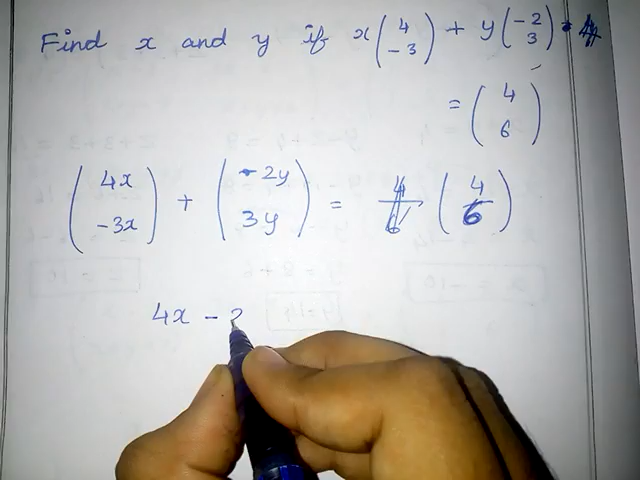 Find x and y if x ( 4 -3 ) + y ( -2 3 ) =
= ( 4 6 )
( 4x -3x ) + ( -2y 3y ) = ( 4 6 )
4x - 2